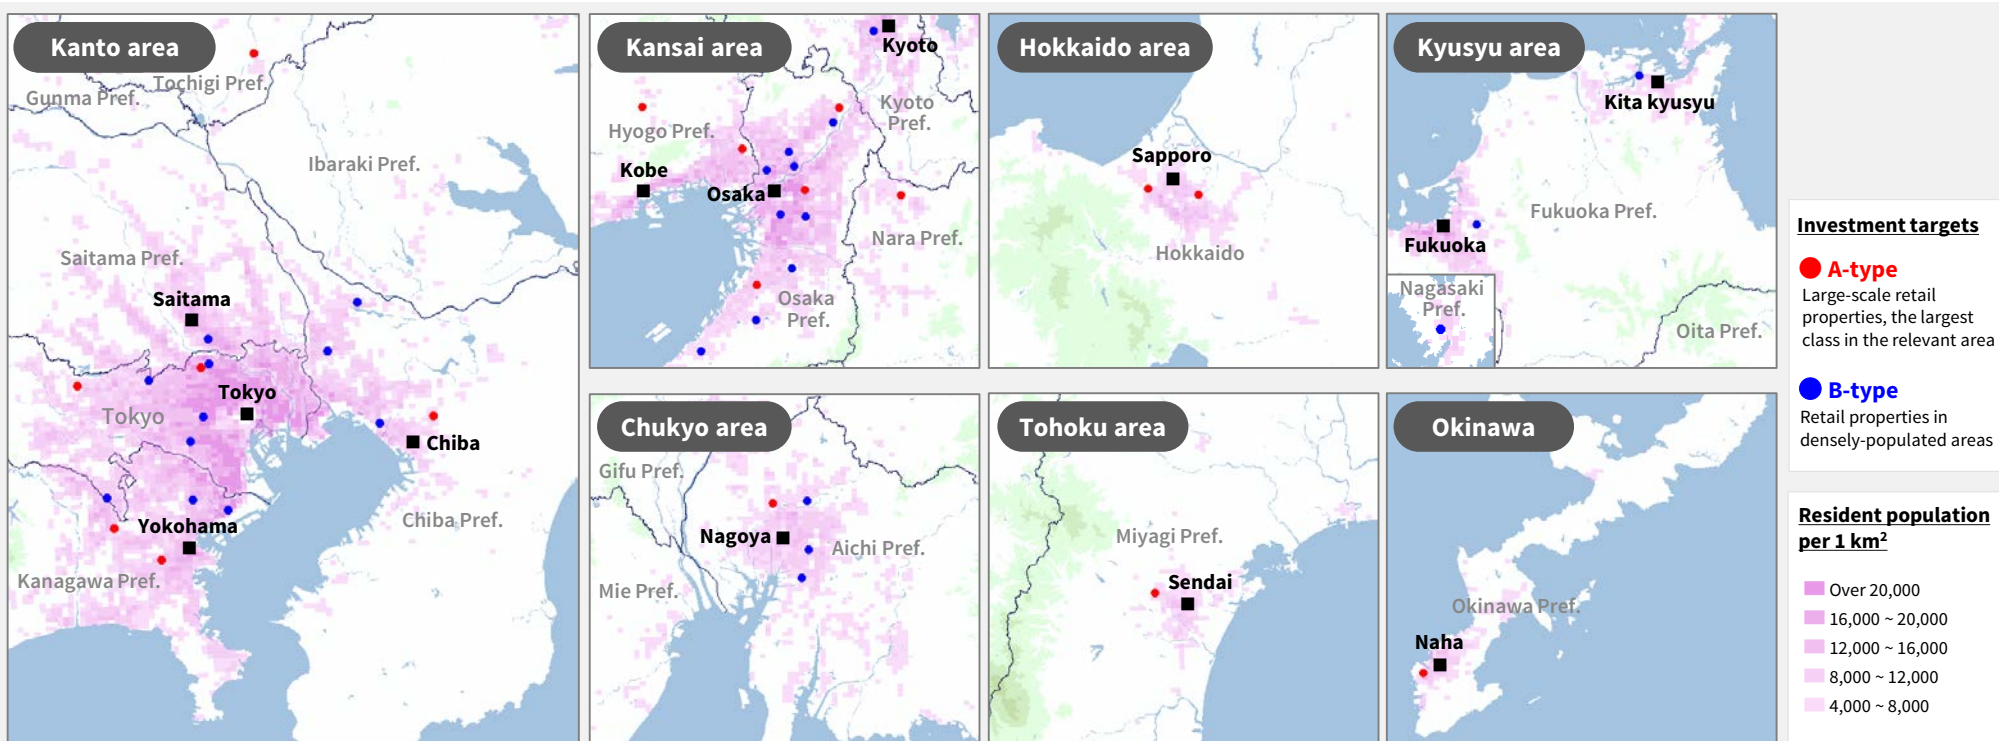 Kanto area
Tochigi Pref.
Gunma Pref.
Ibaraki Pref.
Saitama Pref.
Saitama
Tokyo
Tokyo
Chiba
Yokohama
Chiba Pref.
Kanagawa Pref.
Kansai area
Kyoto
Kyoto
Pref.
Hyogo Pref.
Kobe
Osaka
Nara Pref.
Osaka
Pref.
Hokkaido area
Sapporo
Hokkaido
Kyusyu area
Kita kyusyu
Fukuoka Pref.
Fukuoka
Nagasaki
Pref.
Oita Pref.
Chukyo area
Gifu Pref.
Nagoya
Aichi Pref.
Mie Pref.
Tohoku area
Miyagi Pref.
Sendai
Okinawa
Okinawa Pref.
Naha
Investment targets
A-type
Large-scale retail
properties, the largest
class in the relevant area
B-type
Retail properties in
densely-populated areas
Resident population
per 1 km²
Over 20,000
16,000 ~ 20,000
12,000 ~ 16,000
8,000 ~ 12,000
4,000 ~ 8,000